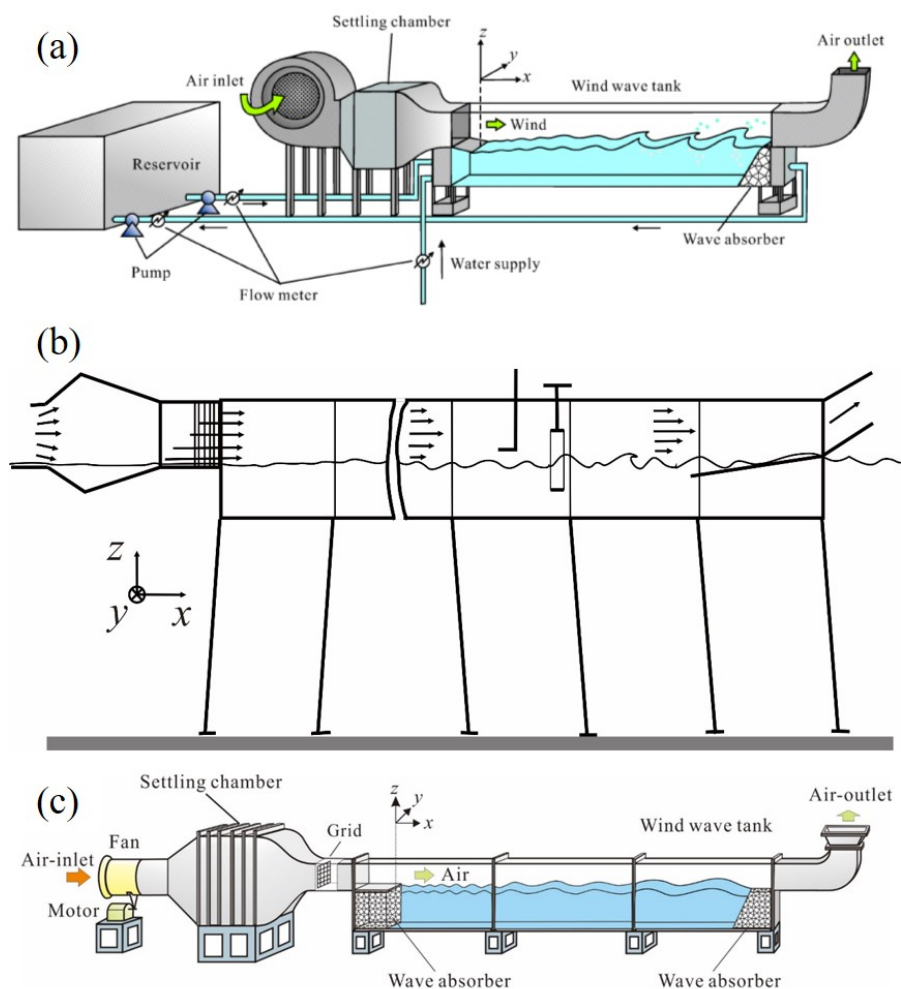 (a)
Settling chamber
z
y
x
Air outlet
Air inlet
Wind wave tank
Wind
Reservoir
Wave absorber
Pump
Flow meter
Water supply
(b)
z
y
x
(c)
Settling chamber
Air-outlet
z
y
x
Fan
Grid
Wind wave tank
Air-inlet
Air
Motor
Wave absorber
Wave absorber